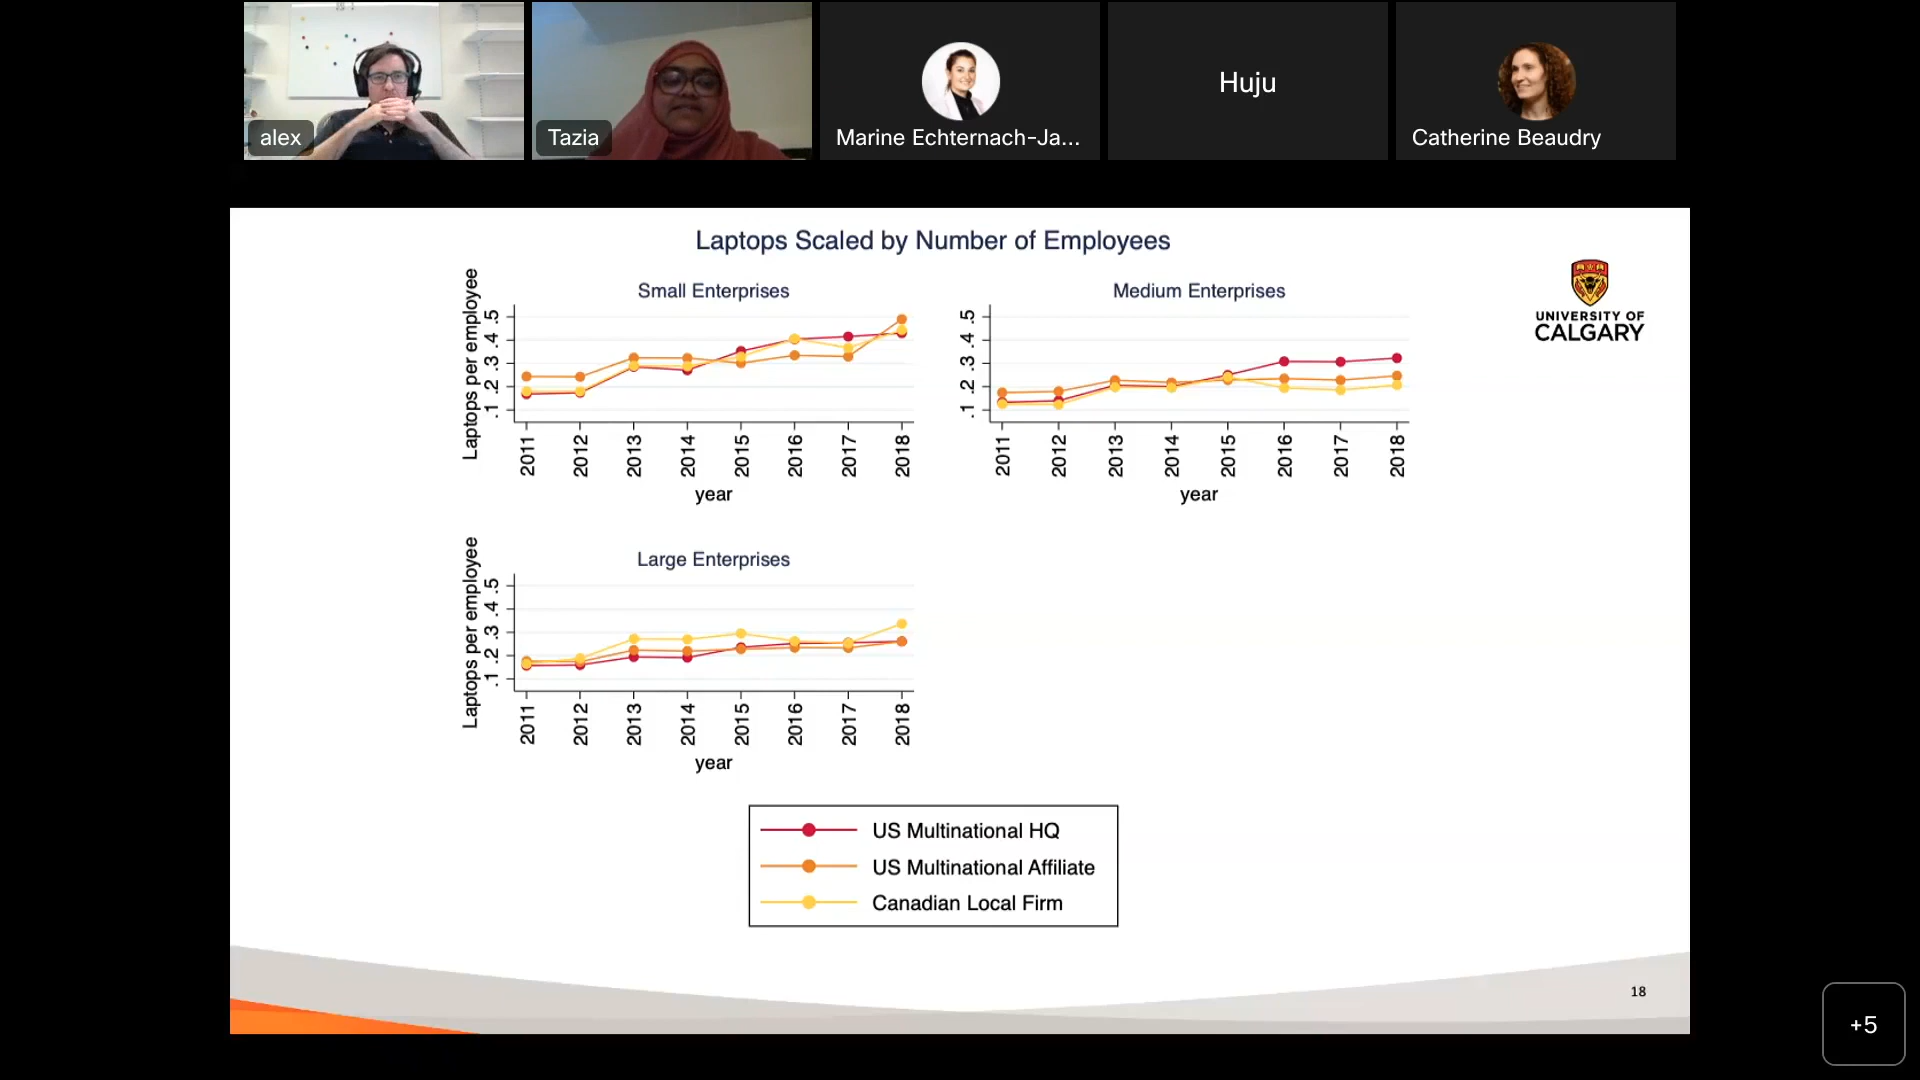 alex
Tazia
Marine Echternach-Ja...
Huju
Catherine Beaudry
Laptops Scaled by Number of Employees
UNIVERSITY OF
CALGARY
Small Enterprises
Laptops per employee
.5
.4
.3
.2
.1
2011 2012 2013 2014 2015 2016 2017 2018
year
Medium Enterprises
.5
.4
.3
.2
.1
2011 2012 2013 2014 2015 2016 2017 2018
year
Large Enterprises
Laptops per employee
.5
.4
.3
.2
.1
2011 2012 2013 2014 2015 2016 2017 2018
year
US Multinational HQ
US Multinational Affiliate
Canadian Local Firm
18
+5